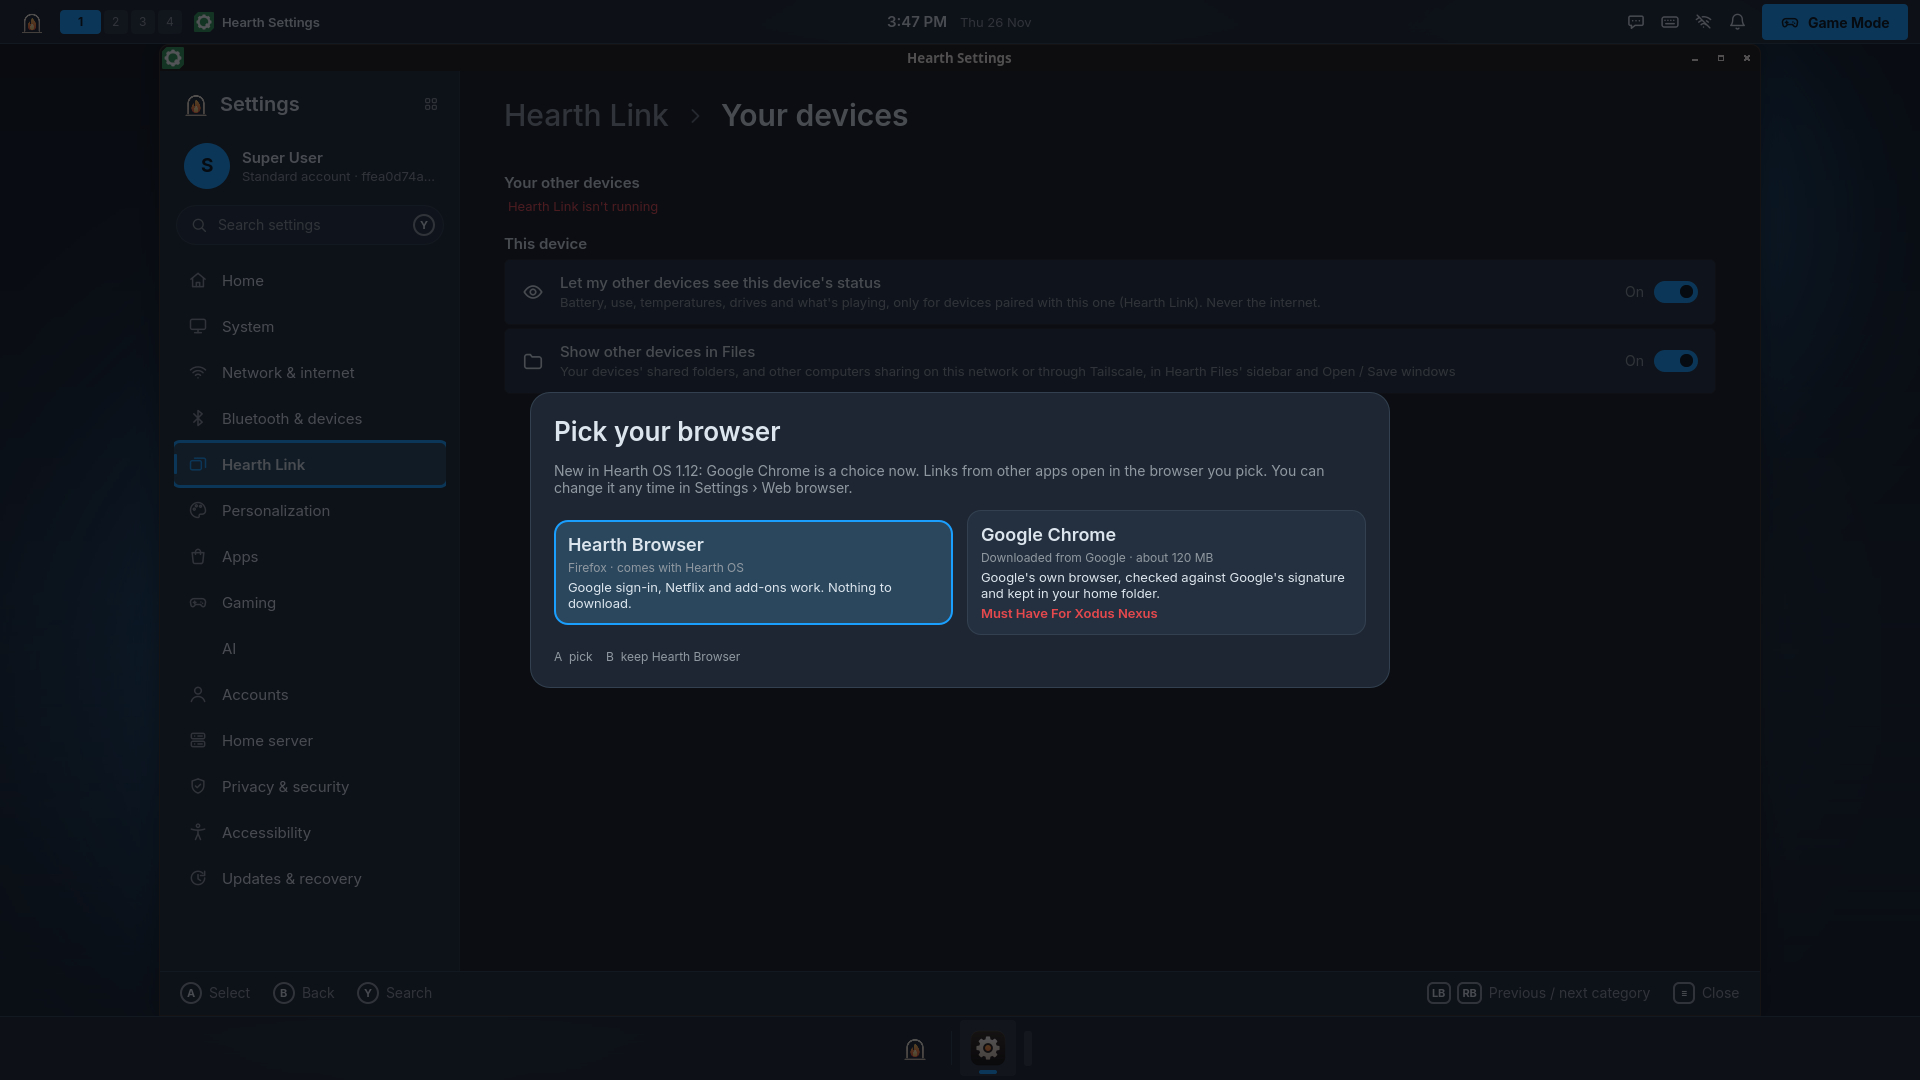 1 2 3 4 Hearth Settings 3:47 PM Thu 26 Nov Game Mode
Hearth Settings
Settings
S
Super User
Standard account · ffea0d74a...
Search settings Y
Home
System
Network & internet
Bluetooth & devices
Hearth Link
Personalization
Apps
Gaming
AI
Accounts
Home server
Privacy & security
Accessibility
Updates & recovery
Hearth Link › Your devices
Your other devices
Hearth Link isn't running
This device
Let my other devices see this device's status
Battery, use, temperatures, drives and what's playing, only for devices paired with this one (Hearth Link). Never the internet.
On
Show other devices in Files
Your devices' shared folders, and other computers sharing on this network or through Tailscale, in Hearth Files' sidebar and Open / Save windows
On
Pick your browser
New in Hearth OS 1.12: Google Chrome is a choice now. Links from other apps open in the browser you pick. You can
change it any time in Settings › Web browser.
Hearth Browser
Firefox · comes with Hearth OS
Google sign-in, Netflix and add-ons work. Nothing to
download.
Google Chrome
Downloaded from Google · about 120 MB
Google's own browser, checked against Google's signature
and kept in your home folder.
Must Have For Xodus Nexus
A pick B keep Hearth Browser
A Select B Back Y Search LB RB Previous / next category ≡ Close